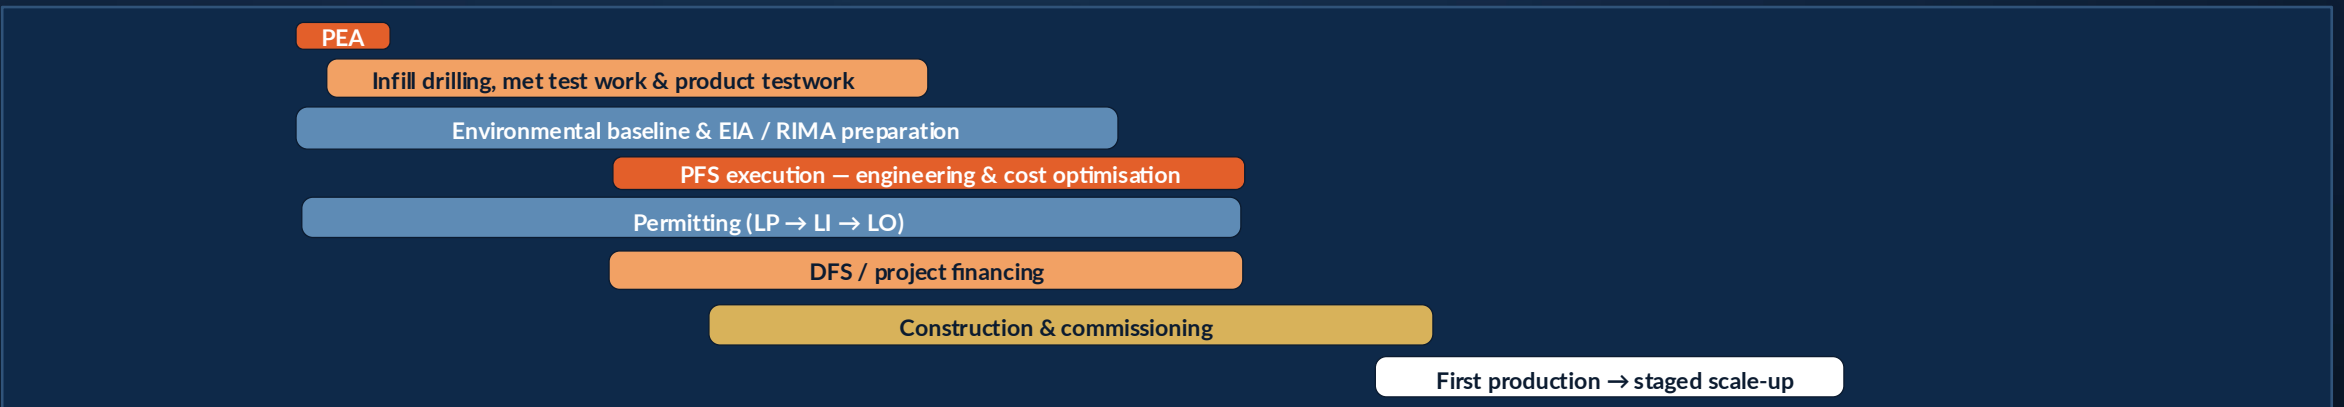 PEA
Infill drilling, met test work & product testwork
Environmental baseline & EIA / RIMA preparation
PFS execution — engineering & cost optimisation
Permitting (LP → LI → LO)
DFS / project financing
Construction & commissioning
First production → staged scale-up